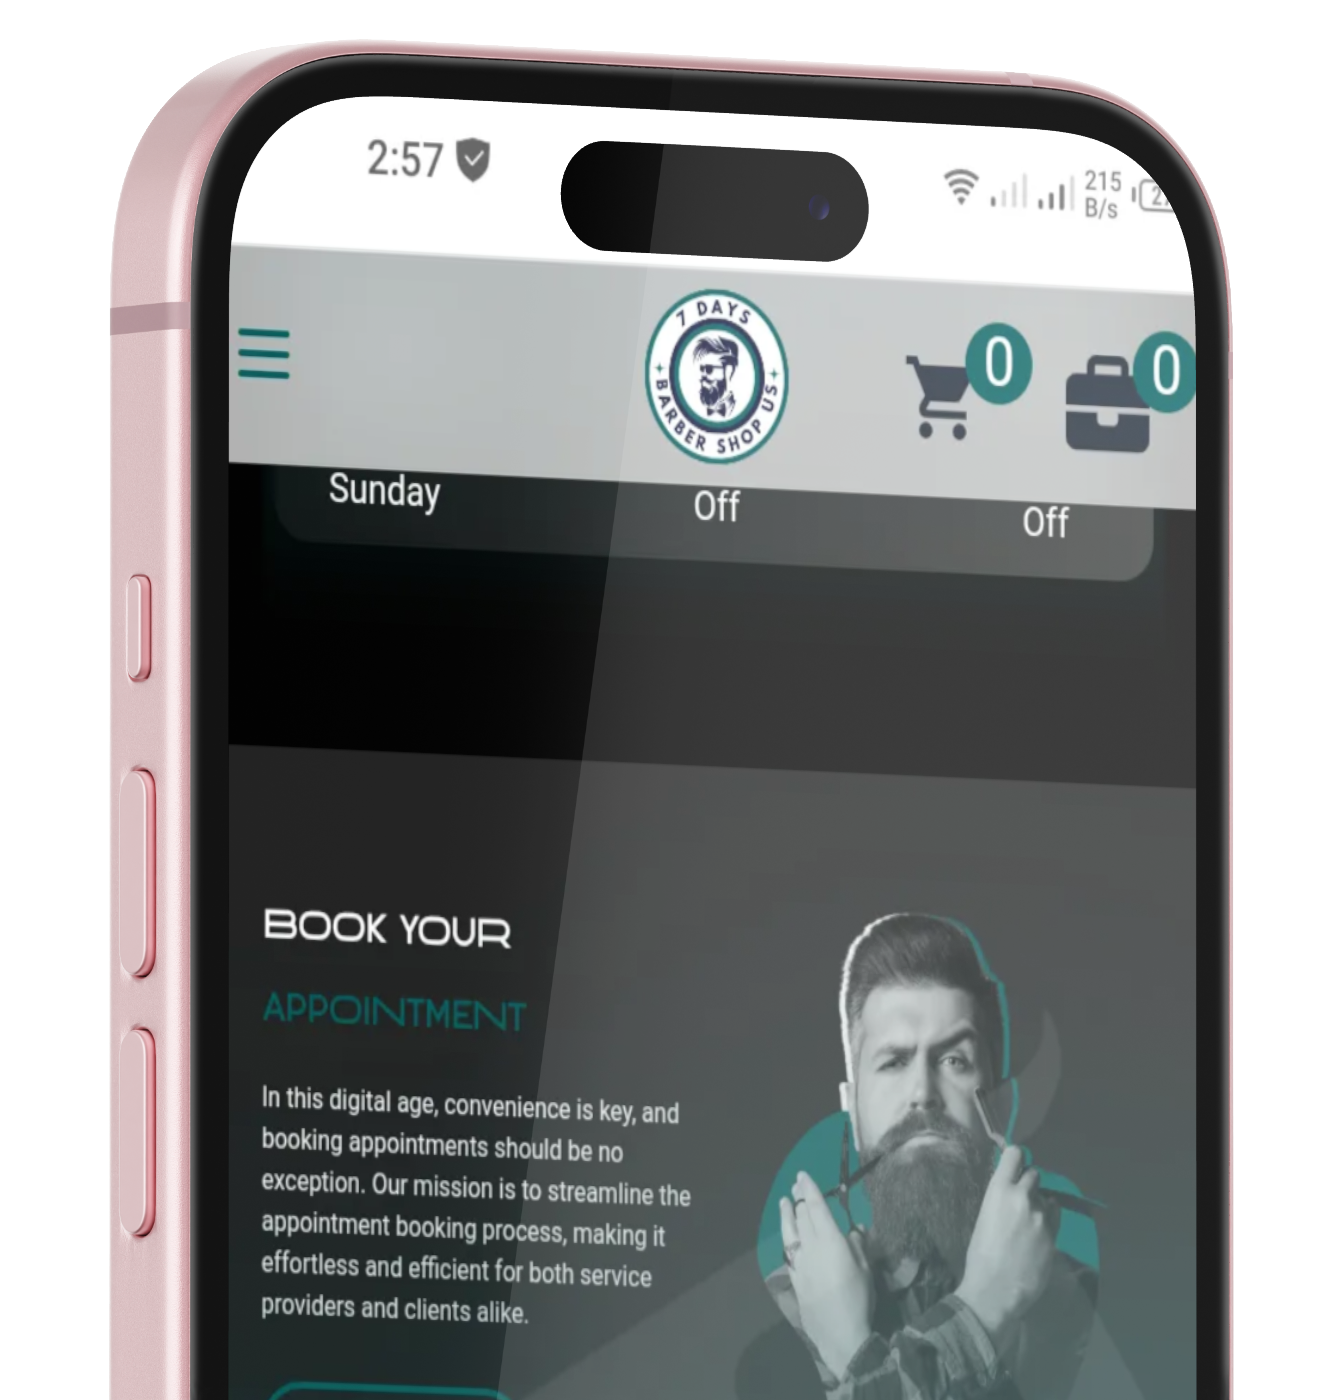 2:57
215
B/s
7 DAYS
BARBER SHOP US
0
0
Sunday Off Off
BOOK YOUR
APPOINTMENT
In this digital age, convenience is key, and
booking appointments should be no
exception. Our mission is to streamline the
appointment booking process, making it
effortless and efficient for both service
providers and clients alike.